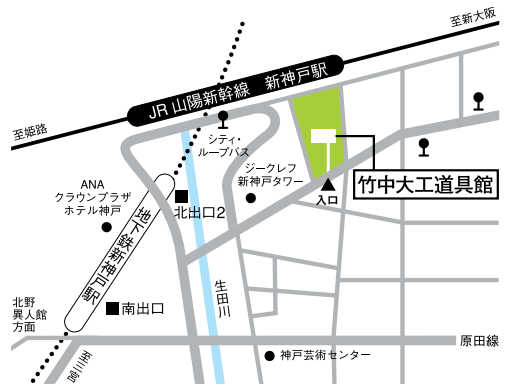 至新大阪
JR 山陽新幹線 新神戸駅
至姫路
シティ・
ループバス
ジークレフ
新神戸タワー
竹中大工道具館
入口
ANA
クラウンプラザ
ホテル神戸
北出口2
地下鉄新神戸駅
生田川
北野
異人館
方面
南出口
原田線
至三宮
神戸芸術センター